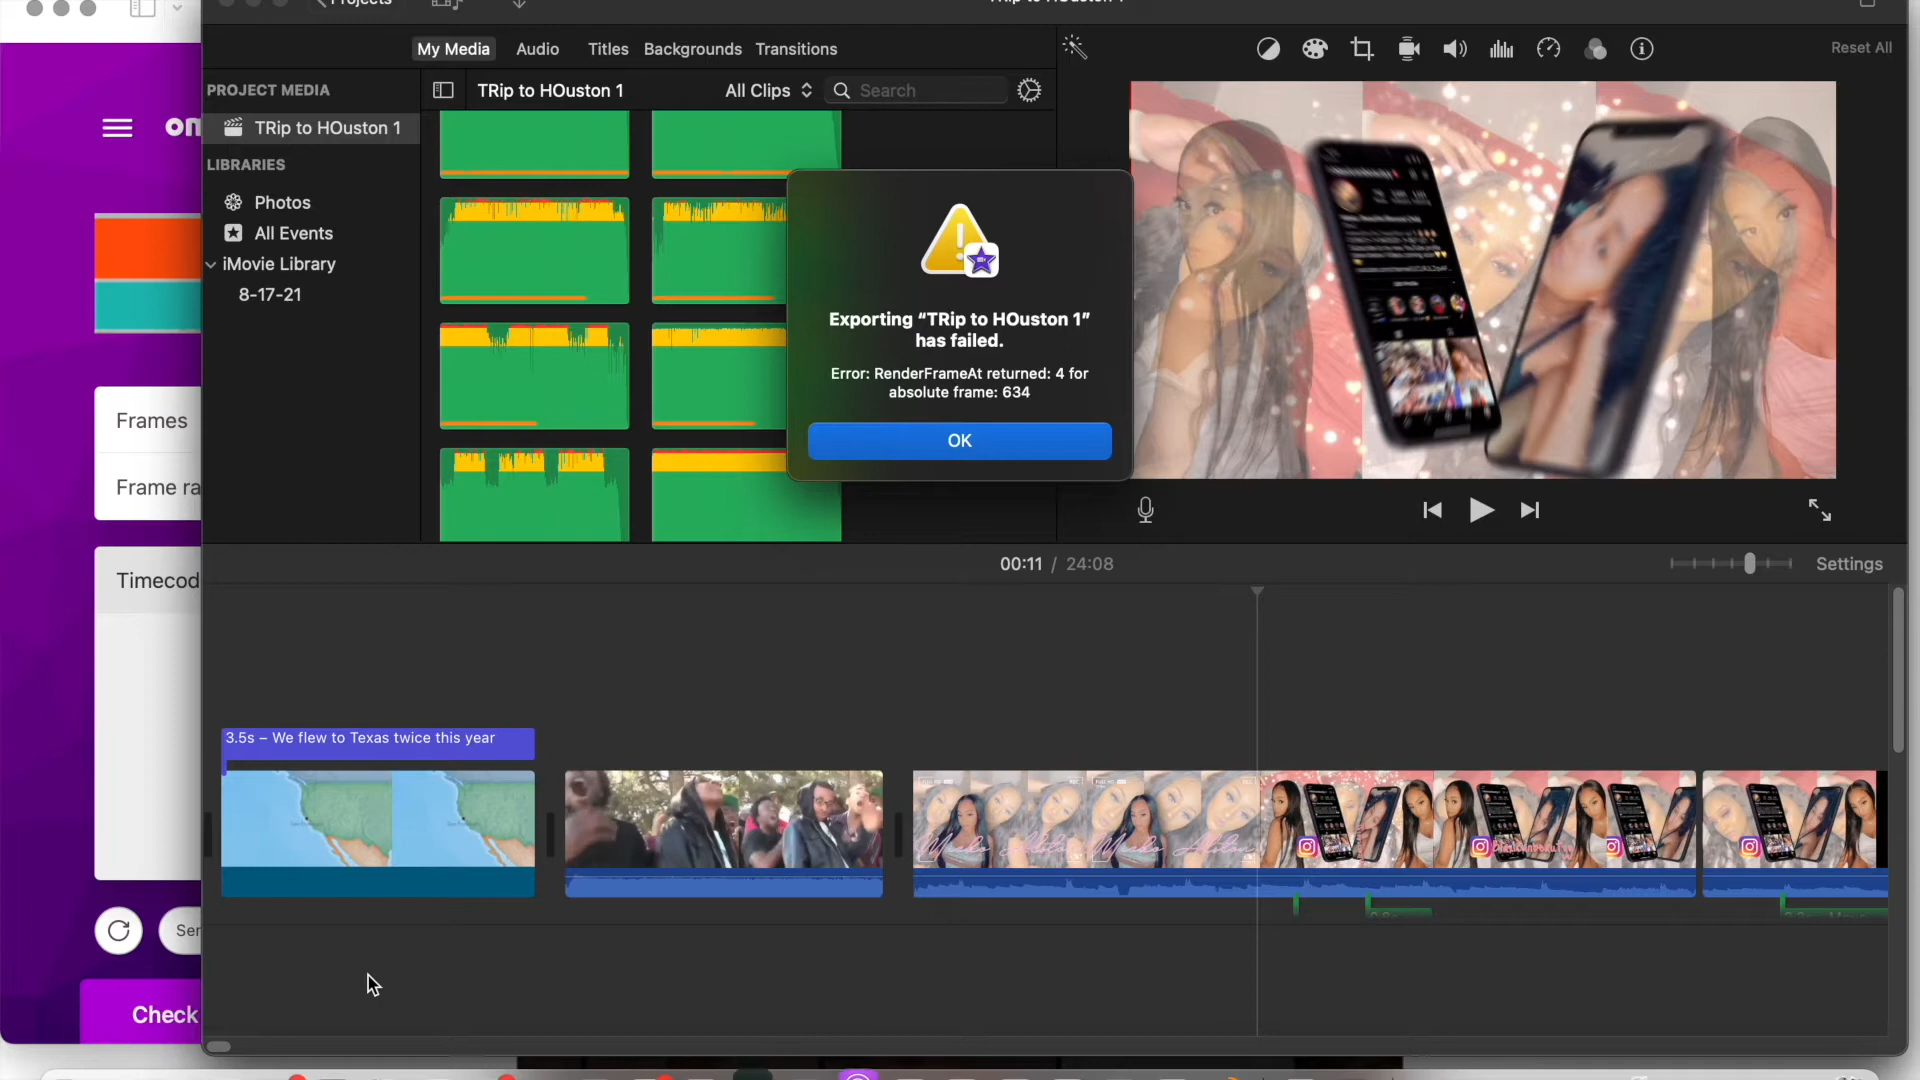 Projects
My Media
Audio
Titles
Backgrounds
Transitions
Reset All
PROJECT MEDIA
TRip to HOuston 1
All Clips
Search
TRip to HOuston 1
LIBRARIES
Photos
All Events
iMovie Library
8-17-21
Exporting “TRip to HOuston 1”
has failed.
Error: RenderFrameAt returned: 4 for
absolute frame: 634
OK
Frames
Frame ra
Timecod
Ser
Check
00:11 / 24:08
Settings
3.5s – We flew to Texas twice this year